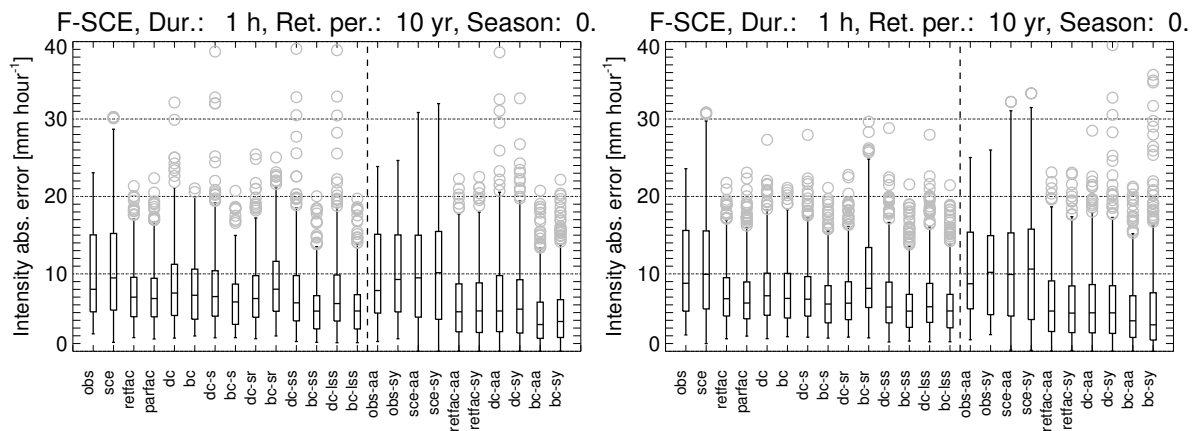 F-SCE, Dur.: 1 h, Ret. per.: 10 yr, Season: 0.
Intensity abs. error [mm hour-1]
40
30
20
10
0
obs
sce
retfac
parfac
dc
bc
dc-s
bc-s
dc-sr
bc-sr
dc-ss
bc-ss
dc-lss
bc-lss
obs-aa
obs-sy
sce-aa
sce-sy
retfac-aa
retfac-sy
dc-aa
dc-sy
bc-aa
bc-sy
F-SCE, Dur.: 1 h, Ret. per.: 10 yr, Season: 0.
Intensity abs. error [mm hour-1]
40
30
20
10
0
obs
sce
retfac
parfac
dc
bc
dc-s
bc-s
dc-sr
bc-sr
dc-ss
bc-ss
dc-lss
bc-lss
obs-aa
obs-sy
sce-aa
sce-sy
retfac-aa
retfac-sy
dc-aa
dc-sy
bc-aa
bc-sy